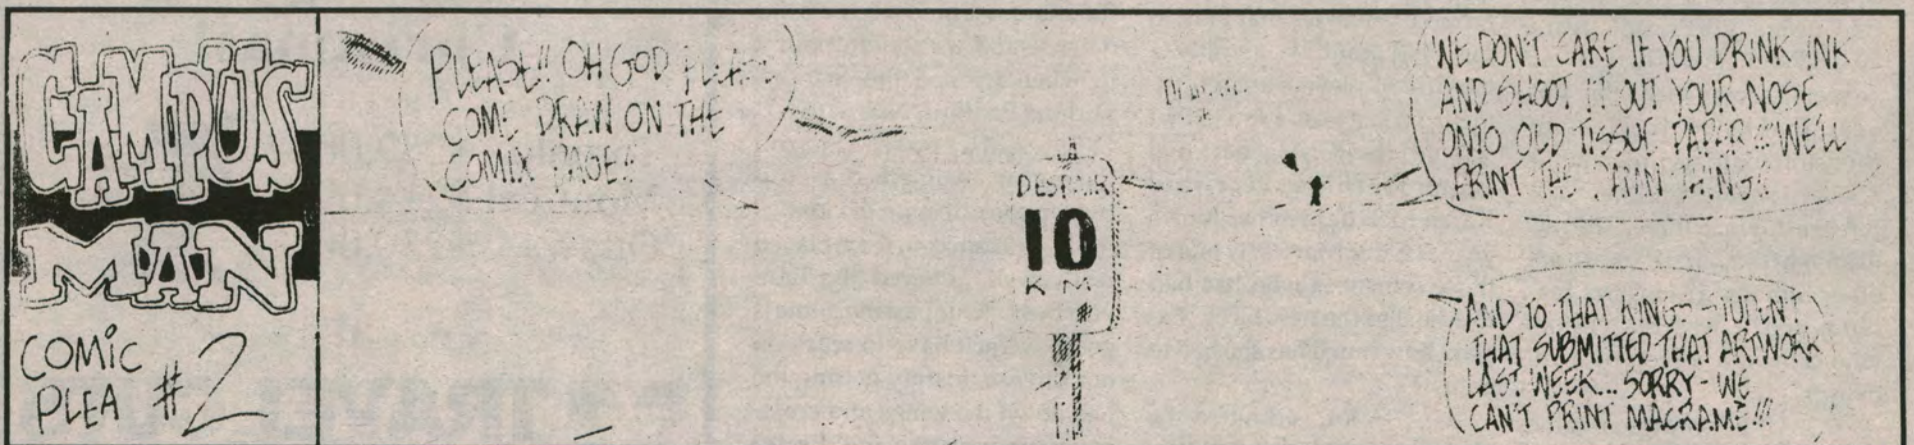 CAMPUS
MAN
COMIC
PLEA #2
PLEASE!! OH GOD PLEASE
COME DRAW ON THE
COMIX PAGE!!
DESPAIR
10
KM
WE DON'T CARE IF YOU DRINK INK
AND SHOOT IT OUT YOUR NOSE
ONTO OLD TISSUE PAPER!!! WE'LL
PRINT THE DAMN THING!!
AND TO THAT KINGS STUDENT
THAT SUBMITTED THAT ARTWORK
LAST WEEK... SORRY - WE
CAN'T PRINT MACRAME!!!